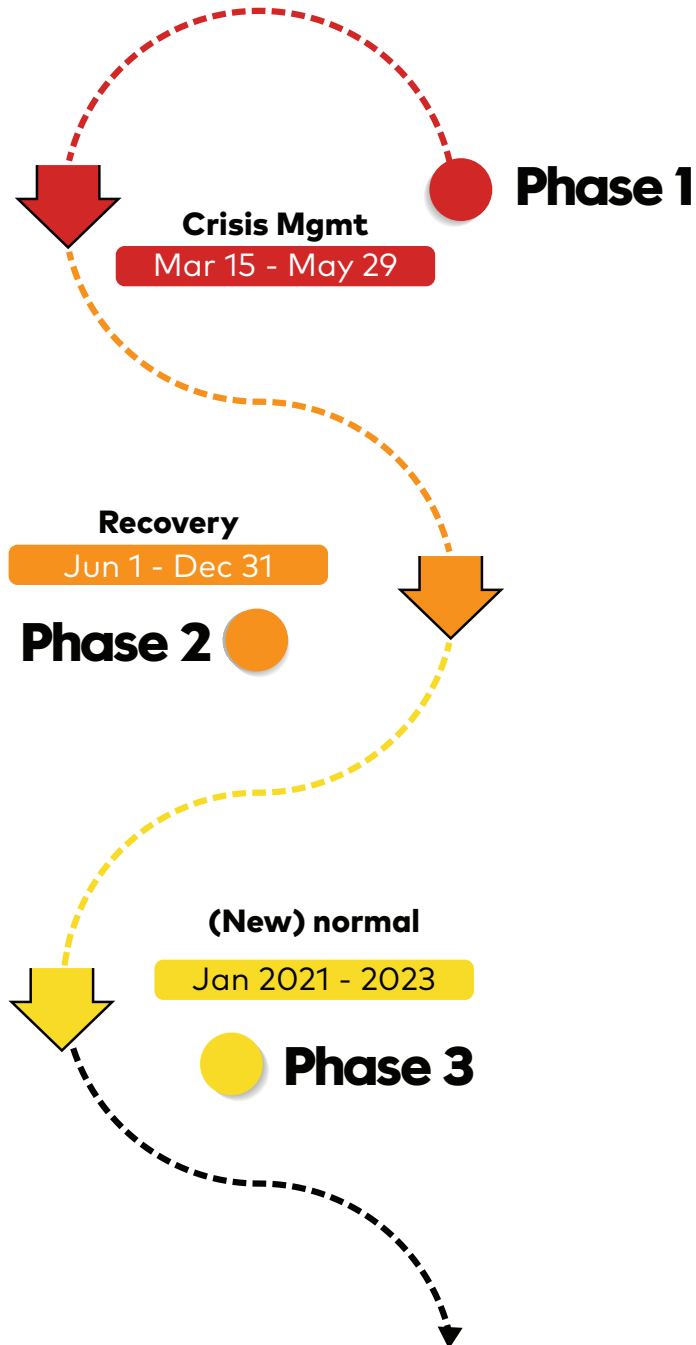 Phase 1
Crisis Mgmt
Mar 15 - May 29
Recovery
Jun 1 - Dec 31
Phase 2
(New) normal
Jan 2021 - 2023
Phase 3